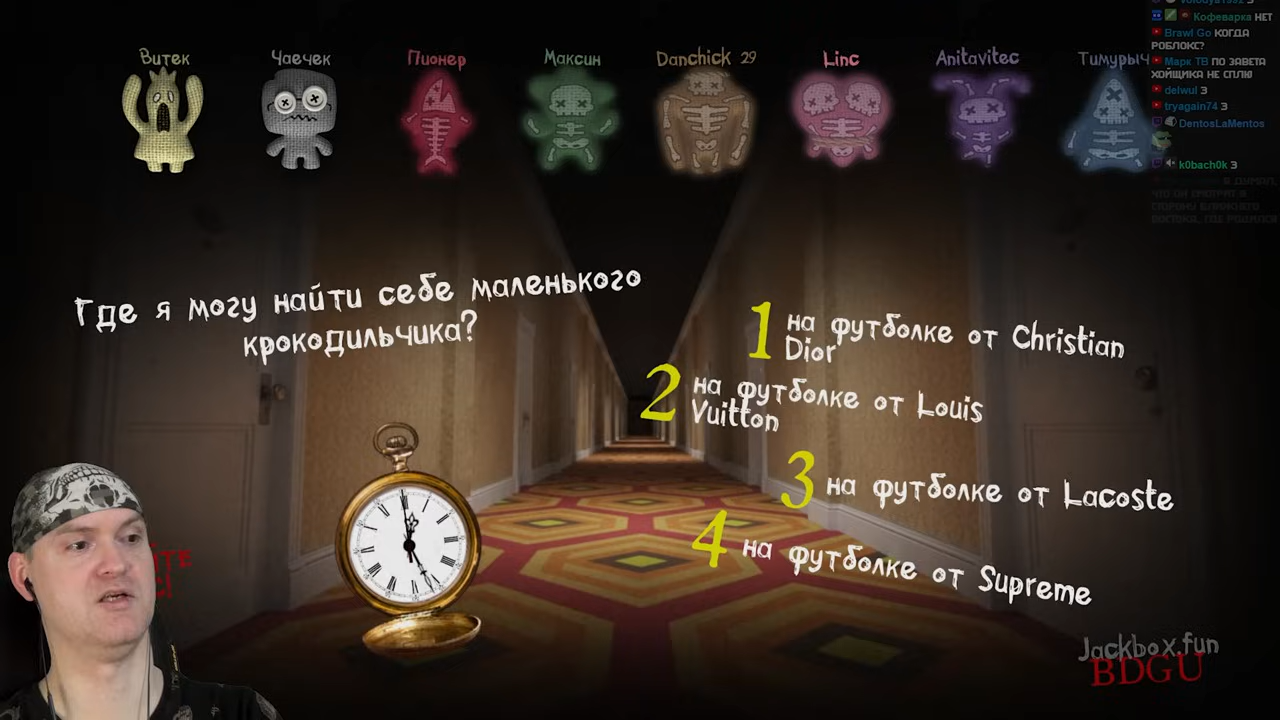 Витек
Чаечек
Пионер
Максин
Danchick 29
Linc
Anitavitec
Тимурыч
Кофеварка НЕТ
Brawl Go КОГДА
РОБЛОКС?
Марк ТВ ПО ЗАВЕТА
ХОЙЩИКА НЕ СПЛЮ
delwul 3
tryagain74 3
DentosLaMentos
k0bach0k 3
Где я могу найти себе маленького
крокодильчика?
1 на футболке от Christian
Dior
2 на футболке от Louis
Vuitton
3 на футболке от Lacoste
4 на футболке от Supreme
Jackbox.fun
BDGU